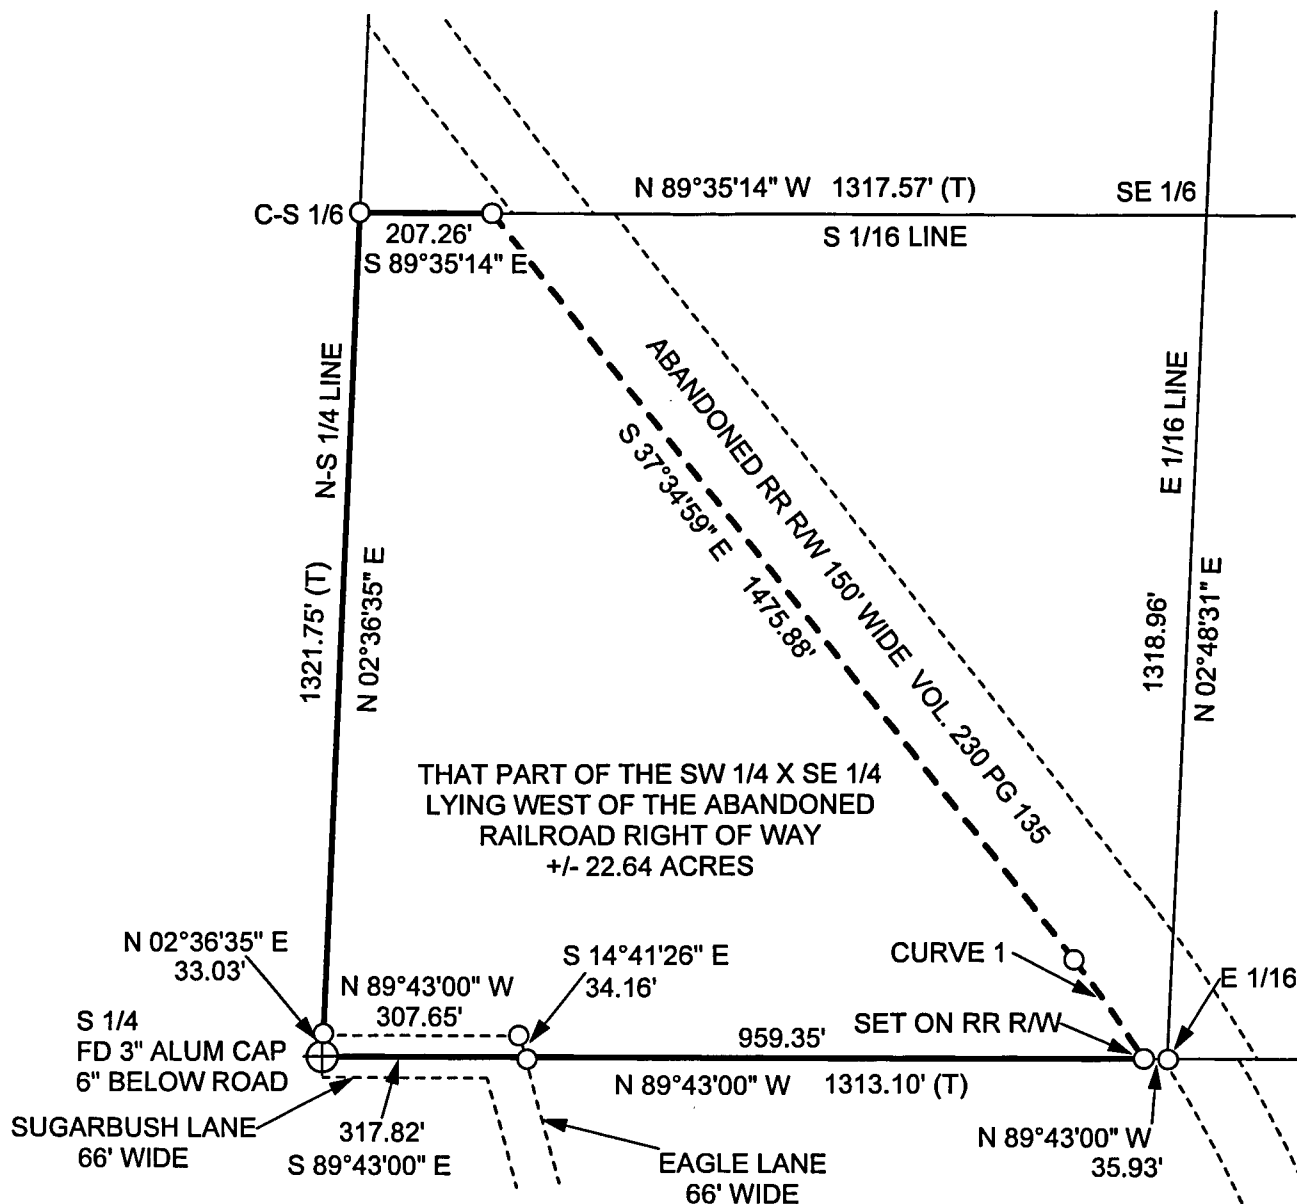 N 89°35'14" W 1317.57' (T)
SE 1/6
C-S 1/6
207.26'
S 89°35'14" E
S 1/16 LINE
N-S 1/4 LINE
1321.75' (T)
N 02°36'35" E
ABANDONED RR R/W 150' WIDE VOL. 230 PG 135
S 37°34'59" E 1475.88'
E 1/16 LINE
1318.96'
N 02°48'31" E
THAT PART OF THE SW 1/4 X SE 1/4
LYING WEST OF THE ABANDONED
RAILROAD RIGHT OF WAY
+/- 22.64 ACRES
N 02°36'35" E
33.03'
N 89°43'00" W
307.65'
S 14°41'26" E
34.16'
CURVE 1
E 1/16
S 1/4
FD 3" ALUM CAP
6" BELOW ROAD
SET ON RR R/W
959.35'
N 89°43'00" W 1313.10' (T)
SUGARBUSH LANE
66' WIDE
317.82'
S 89°43'00" E
EAGLE LANE
66' WIDE
N 89°43'00" W
35.93'